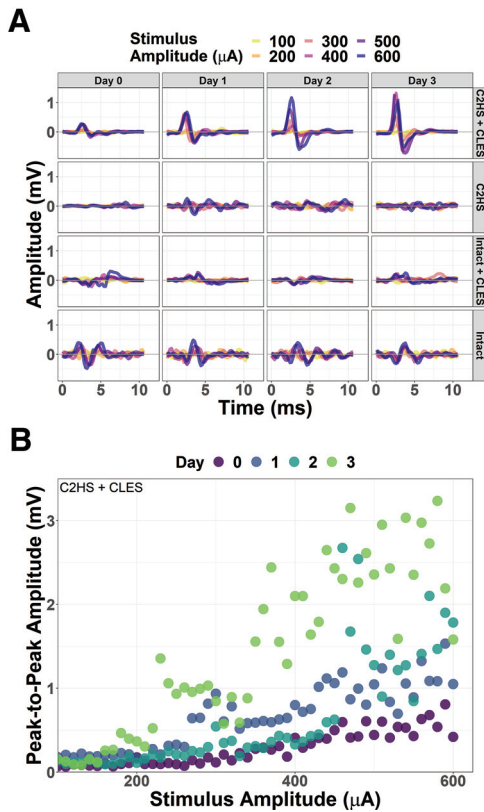 A
Stimulus
Amplitude (μA)
100 300 500
200 400 600
Day 0 Day 1 Day 2 Day 3
Amplitude (mV)
1
0
C2HS + CLES
1
0
C2HS
1
0
Intact + CLES
1
0
Intact
0 5 10 0 5 10 0 5 10 0 5 10
Time (ms)
B
Day 0 1 2 3
C2HS + CLES
Peak-to-Peak Amplitude (mV)
3
2
1
0
200 400 600
Stimulus Amplitude (μA)